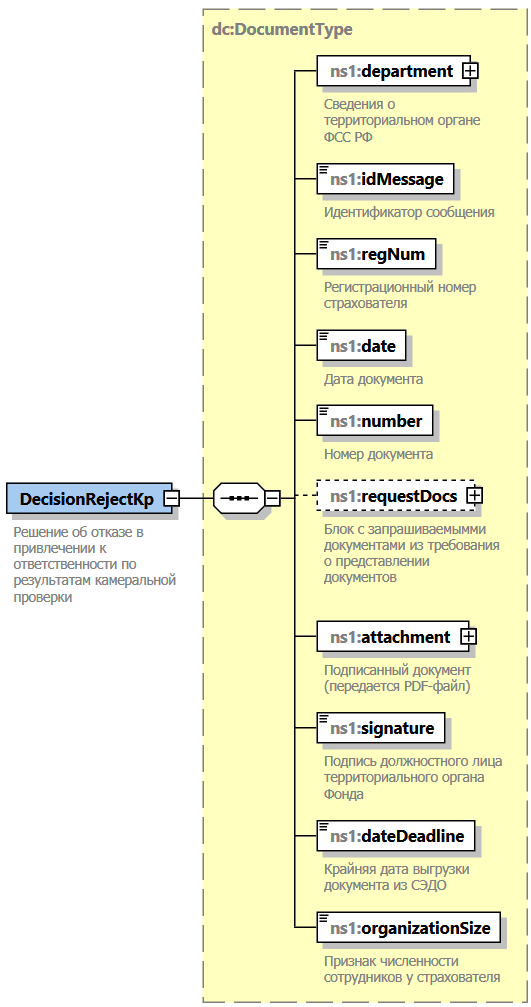 dc:DocumentType
ns1:department
Сведения о
территориальном органе
ФСС РФ
ns1:idMessage
Идентификатор сообщения
ns1:regNum
Регистрационный номер
страхователя
ns1:date
Дата документа
ns1:number
Номер документа
DecisionRejectKp
Решение об отказе в
привлечении к
ответственности по
результатам камеральной
проверки
ns1:requestDocs
Блок с запрашиваемымми
документами из требования
о представлении
документов
ns1:attachment
Подписанный документ
(передается PDF-файл)
ns1:signature
Подпись должностного лица
территориального органа
Фонда
ns1:dateDeadline
Крайняя дата выгрузки
документа из СЭДО
ns1:organizationSize
Признак численности
сотрудников у страхователя